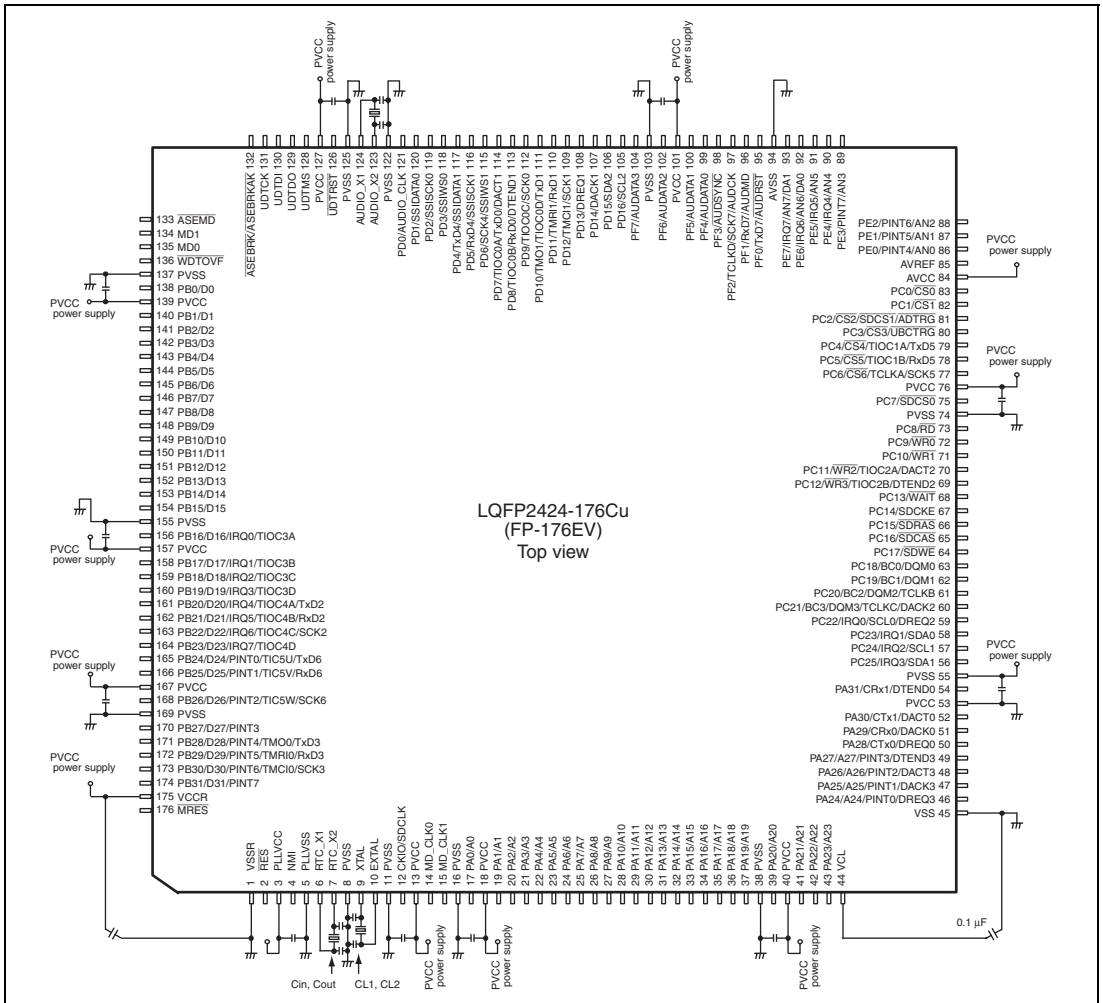 PVCC
power supply
PVCC
power supply
132 ASEBRK/ASEBRKAK
131 UDTCK
130 UDTDI
129 UDTDO
128 UDTMS
127 PVCC
126 UDTRST
125 PVSS
124 AUDIO_X1
123 AUDIO_X2
122 PVSS
121 PD0/AUDIO_CLK
120 PD1/SSIDATA0
119 PD2/SSISCK0
118 PD3/SSIWS0
117 PD4/TxD4/SSIDATA1
116 PD5/RxD4/SSISCK1
115 PD6/SCK4/SSIWS1
114 PD7/TIOC0A/TxD0/DACT1
113 PD8/TIOC0B/RxD0/DTEND1
112 PD9/TIOC0C/SCK0
111 PD10/TMO1/TIOC0D/TxD1
110 PD11/TMRI1/RxD1
109 PD12/TMCI1/SCK1
108 PD13/DREQ1
107 PD14/DACK1
106 PD15/SDA2
105 PD16/SCL2
104 PF7/AUDATA3
103 PVSS
102 PF6/AUDATA2
101 PVCC
100 PF5/AUDATA1
99 PF4/AUDATA0
98 PF3/AUDSYNC
97 PF2/TCLKD/SCK7/AUDCK
96 PF1/RxD7/AUDMD
95 PF0/TxD7/AUDRST
94 AVSS
93 PE7/IRQ7/AN7/DA1
92 PE6/IRQ6/AN6/DA0
91 PE5/IRQ5/AN5
90 PE4/IRQ4/AN4
89 PE3/PINT7/AN3
133 ASEMD
134 MD1
135 MD0
136 WDTOVF
137 PVSS
138 PB0/D0
139 PVCC
PVCC
power supply
140 PB1/D1
141 PB2/D2
142 PB3/D3
143 PB4/D4
144 PB5/D5
145 PB6/D6
146 PB7/D7
147 PB8/D8
148 PB9/D9
149 PB10/D10
150 PB11/D11
151 PB12/D12
152 PB13/D13
153 PB14/D14
154 PB15/D15
155 PVSS
156 PB16/D16/IRQ0/TIOC3A
157 PVCC
PVCC
power supply
158 PB17/D17/IRQ1/TIOC3B
159 PB18/D18/IRQ2/TIOC3C
160 PB19/D19/IRQ3/TIOC3D
161 PB20/D20/IRQ4/TIOC4A/TxD2
162 PB21/D21/IRQ5/TIOC4B/RxD2
163 PB22/D22/IRQ6/TIOC4C/SCK2
164 PB23/D23/IRQ7/TIOC4D
165 PB24/D24/PINT0/TIC5U/TxD6
166 PB25/D25/PINT1/TIC5V/RxD6
PVCC
power supply
167 PVCC
168 PB26/D26/PINT2/TIC5W/SCK6
169 PVSS
170 PB27/D27/PINT3
171 PB28/D28/PINT4/TMO0/TxD3
172 PB29/D29/PINT5/TMRI0/RxD3
173 PB30/D30/PINT6/TMCI0/SCK3
174 PB31/D31/PINT7
PVCC
power supply
175 VCCR
176 MRES
LQFP2424-176Cu
(FP-176EV)
Top view
PE2/PINT6/AN2 88
PE1/PINT5/AN1 87
PE0/PINT4/AN0 86
AVREF 85
AVCC 84
PVCC
power supply
PC0/CS0 83
PC1/CS1 82
PC2/CS2/SDCS1/ADTRG 81
PC3/CS3/UBCTRG 80
PC4/CS4/TIOC1A/TxD5 79
PC5/CS5/TIOC1B/RxD5 78
PC6/CS6/TCLKA/SCK5 77
PVCC
power supply
PVCC 76
PC7/SDCS0 75
PVSS 74
PC8/RD 73
PC9/WR0 72
PC10/WR1 71
PC11/WR2/TIOC2A/DACT2 70
PC12/WR3/TIOC2B/DTEND2 69
PC13/WAIT 68
PC14/SDCKE 67
PC15/SDRAS 66
PC16/SDCAS 65
PC17/SDWE 64
PC18/BC0/DQM0 63
PC19/BC1/DQM1 62
PC20/BC2/DQM2/TCLKB 61
PC21/BC3/DQM3/TCLKC/DACK2 60
PC22/IRQ0/SCL0/DREQ2 59
PC23/IRQ1/SDA0 58
PC24/IRQ2/SCL1 57
PC25/IRQ3/SDA1 56
PVCC
power supply
PVSS 55
PA31/CRx1/DTEND0 54
PVCC 53
PA30/CTx1/DACT0 52
PA29/CRx0/DACK0 51
PA28/CTx0/DREQ0 50
PA27/A27/PINT3/DTEND3 49
PA26/A26/PINT2/DACT3 48
PA25/A25/PINT1/DACK3 47
PA24/A24/PINT0/DREQ3 46
VSS 45
1 VSSR
2 RES
3 PLLVCC
4 NMI
5 PLLVSS
6 RTC_X1
7 RTC_X2
8 PVSS
9 XTAL
10 EXTAL
11 PVSS
12 CKIO/SDCLK
13 PVCC
14 MD_CLK0
15 MD_CLK1
16 PVSS
17 PA0/A0
18 PVCC
19 PA1/A1
20 PA2/A2
21 PA3/A3
22 PA4/A4
23 PA5/A5
24 PA6/A6
25 PA7/A7
26 PA8/A8
27 PA9/A9
28 PA10/A10
29 PA11/A11
30 PA12/A12
31 PA13/A13
32 PA14/A14
33 PA15/A15
34 PA16/A16
35 PA17/A17
36 PA18/A18
37 PA19/A19
38 PVSS
39 PA20/A20
40 PVCC
41 PA21/A21
42 PA22/A22
43 PA23/A23
44 VCL
0.1 µF
Cin, Cout
CL1, CL2
PVCC
power supply
PVCC
power supply
PVCC
power supply